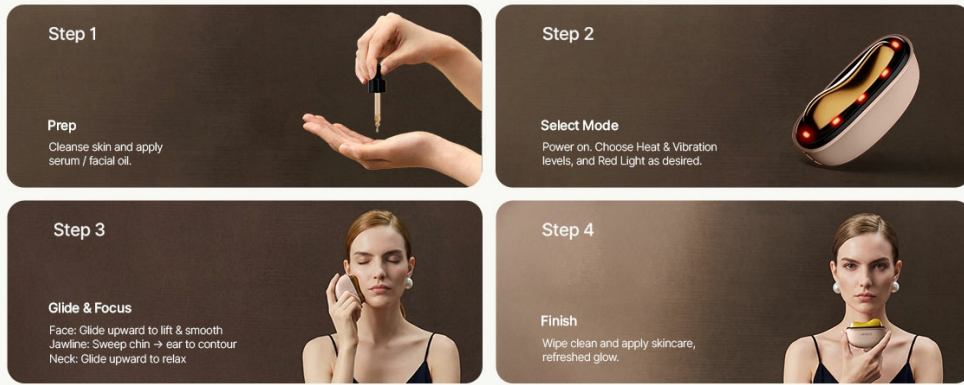 Step 1
Prep
Cleanse skin and apply
serum / facial oil.
Step 2
Select Mode
Power on. Choose Heat & Vibration
levels, and Red Light as desired.
Step 3
Glide & Focus
Face: Glide upward to lift & smooth
Jawline: Sweep chin → ear to contour
Neck: Glide upward to relax
Step 4
Finish
Wipe clean and apply skincare,
refreshed glow.